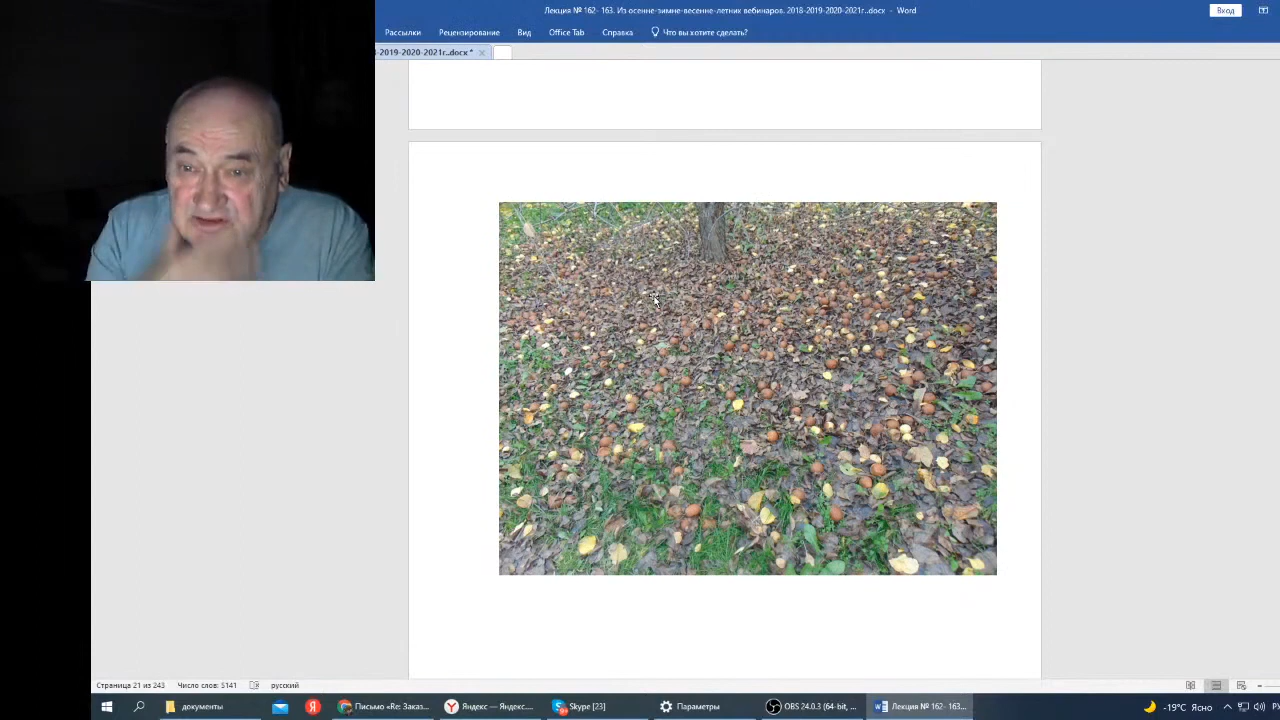 Лекция № 162- 163. Из осенне-зимне-весенне-летних вебинаров. 2018-2019-2020-2021г..docx - Word
Вход
Рассылки Рецензирование Вид Office Tab Справка Что вы хотите сделать?
-2019-2020-2021г..docx *
Страница 21 из 243 Число слов: 5141 русский
документы Письмо «Re: Заказ... Яндекс — Яндекс.... Skype [23] Параметры OBS 24.0.3 (64-bit, ... Лекция № 162- 163... -19°C Ясно